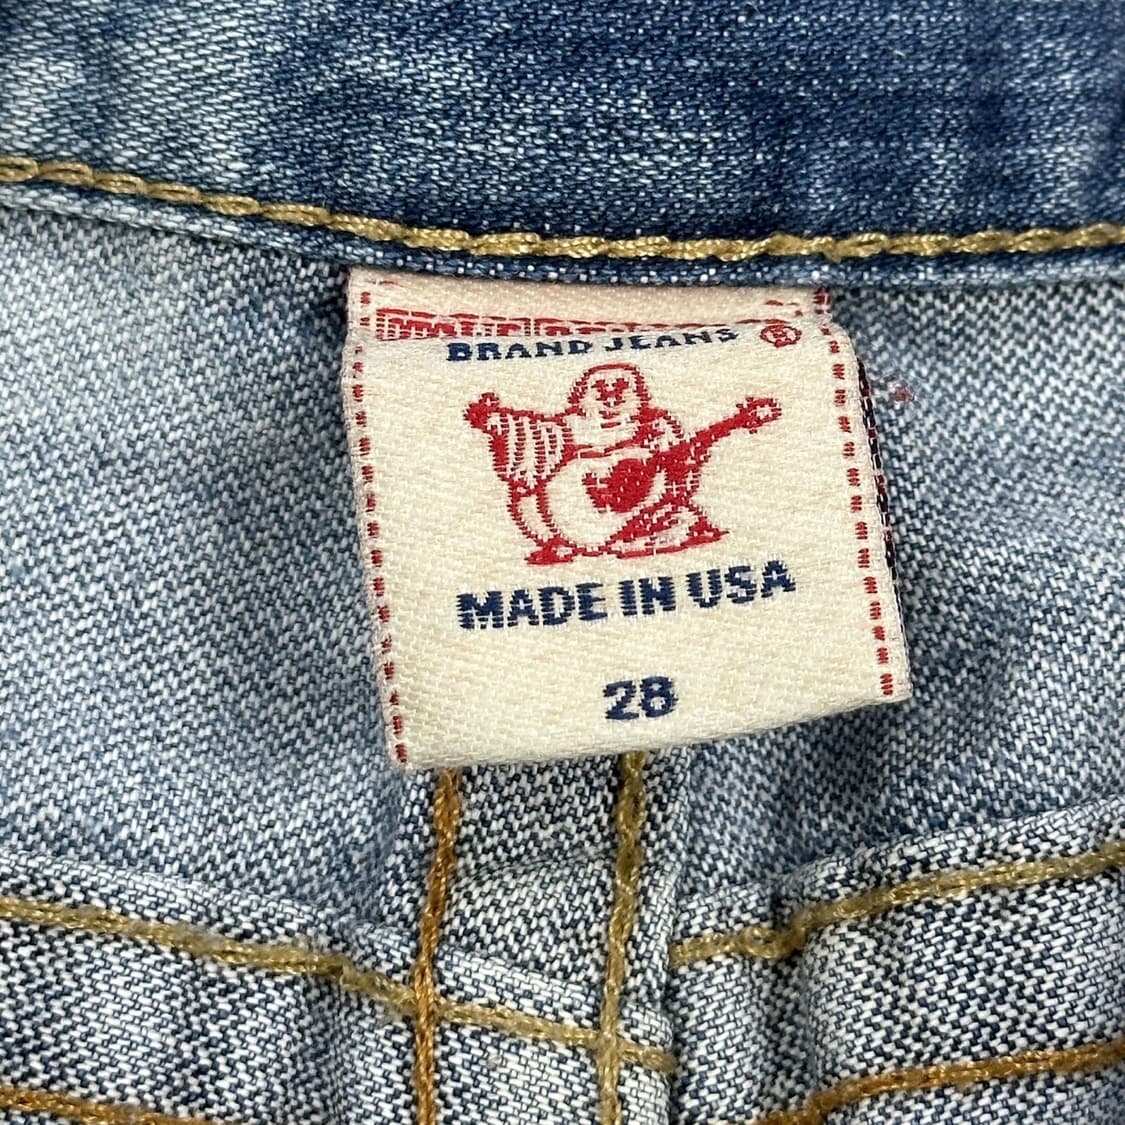 BRAND JEANS ®
MADE IN USA
28